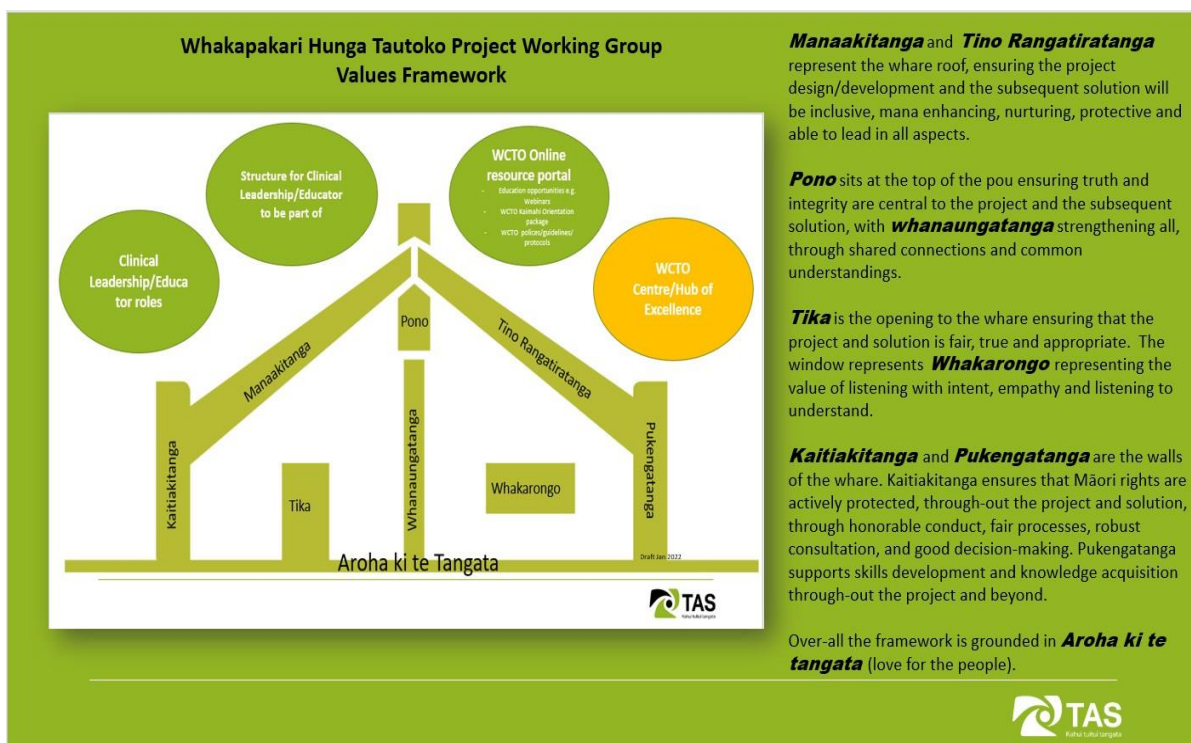 Whakapakari Hunga Tautoko Project Working Group
Values Framework
Clinical
Leadership/Educa
tor roles
Structure for Clinical
Leadership/Educator
to be part of
WCTO Online
resource portal
- Education opportunities e.g.
Webinars
- WCTO Kaimahi Orientation
package
- WCTO polices/guidelines/
protocols
WCTO
Centre/Hub of
Excellence
Manaakitanga
Pono
Tino Rangatiratanga
Kaitiakitanga
Tika
Whanaungatanga
Whakarongo
Pukengatanga
Aroha ki te Tangata
Draft Jan 2022
TAS
Kahui tuitui tangata
Manaakitanga and Tino Rangatiratanga
represent the whare roof, ensuring the project
design/development and the subsequent solution will
be inclusive, mana enhancing, nurturing, protective and
able to lead in all aspects.
Pono sits at the top of the pou ensuring truth and
integrity are central to the project and the subsequent
solution, with whanaungatanga strengthening all,
through shared connections and common
understandings.
Tika is the opening to the whare ensuring that the
project and solution is fair, true and appropriate. The
window represents Whakarongo representing the
value of listening with intent, empathy and listening to
understand.
Kaitiakitanga and Pukengatanga are the walls
of the whare. Kaitiakitanga ensures that Māori rights are
actively protected, through-out the project and solution,
through honorable conduct, fair processes, robust
consultation, and good decision-making. Pukengatanga
supports skills development and knowledge acquisition
through-out the project and beyond.
Over-all the framework is grounded in Aroha ki te
tangata (love for the people).
TAS
Kahui tuitui tangata